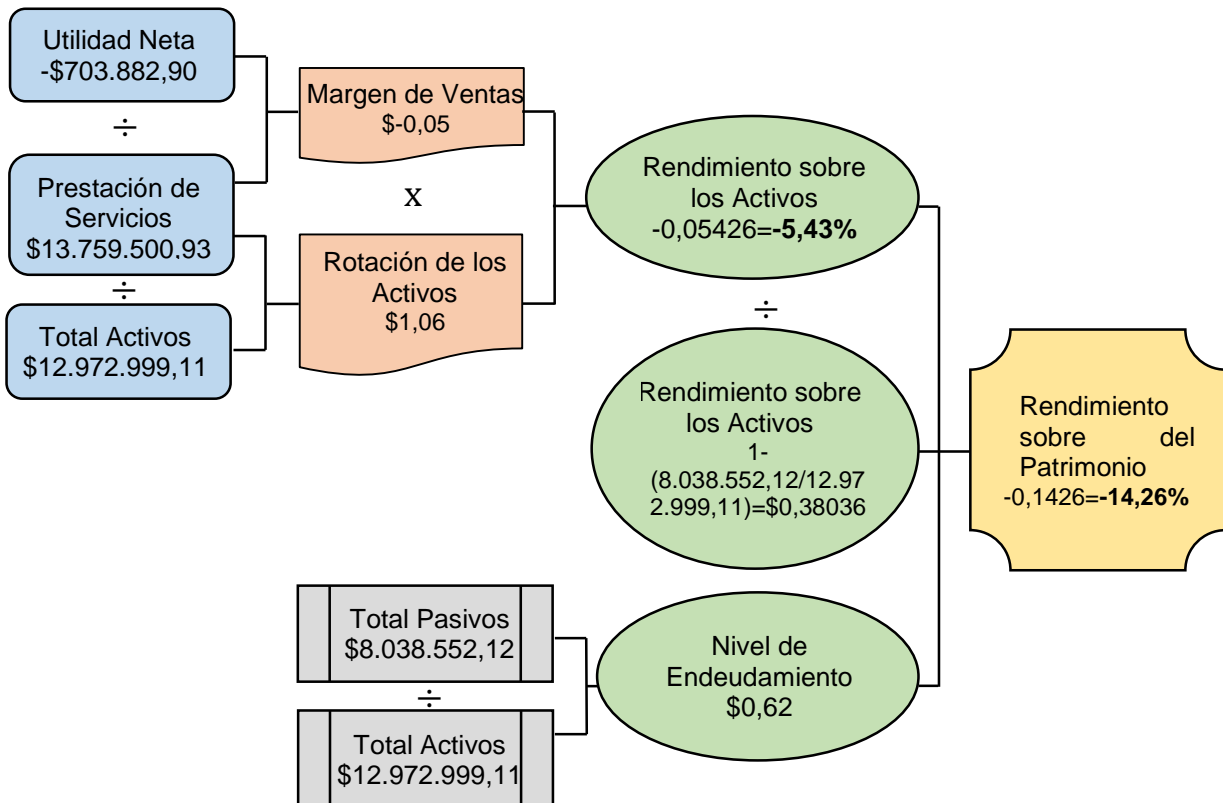 Utilidad Neta
-$703.882,90
÷
Prestación de
Servicios
$13.759.500,93
÷
Total Activos
$12.972.999,11
Margen de Ventas
$-0,05
x
Rotación de los
Activos
$1,06
Rendimiento sobre
los Activos
-0,05426=-5,43%
÷
Rendimiento sobre
los Activos
1-
(8.038.552,12/12.97
2.999,11)=$0,38036
Total Pasivos
$8.038.552,12
÷
Total Activos
$12.972.999,11
Nivel de
Endeudamiento
$0,62
Rendimiento
sobre del
Patrimonio
-0,1426=-14,26%